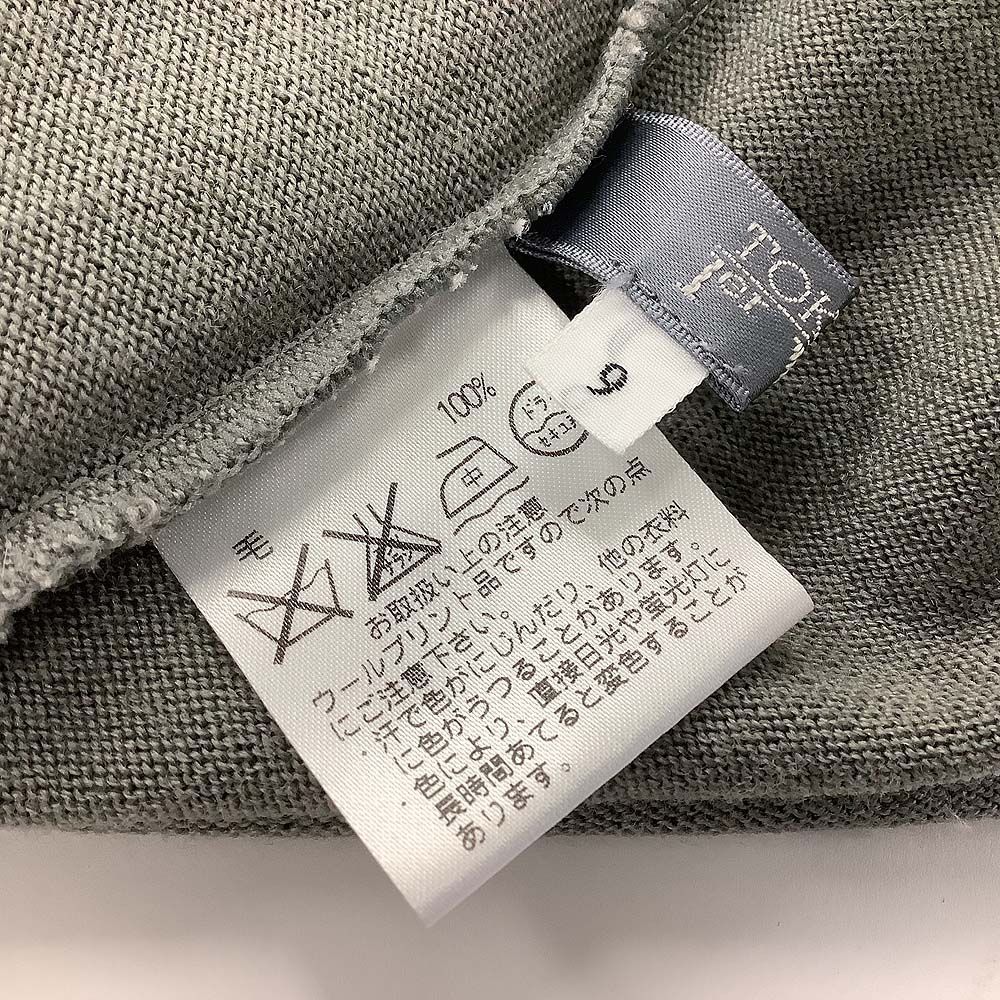 TOK
Her
9
毛 100%
中
ドラ
セキユ
お取扱い上の注意
ウールプリント品ですので次の点
に、ご注意下さい。
汗で色がにじんだり、他の衣料
に色がうつることがあります。
色により、直接日光や蛍光灯に
長時間あてると変色することが
あります。